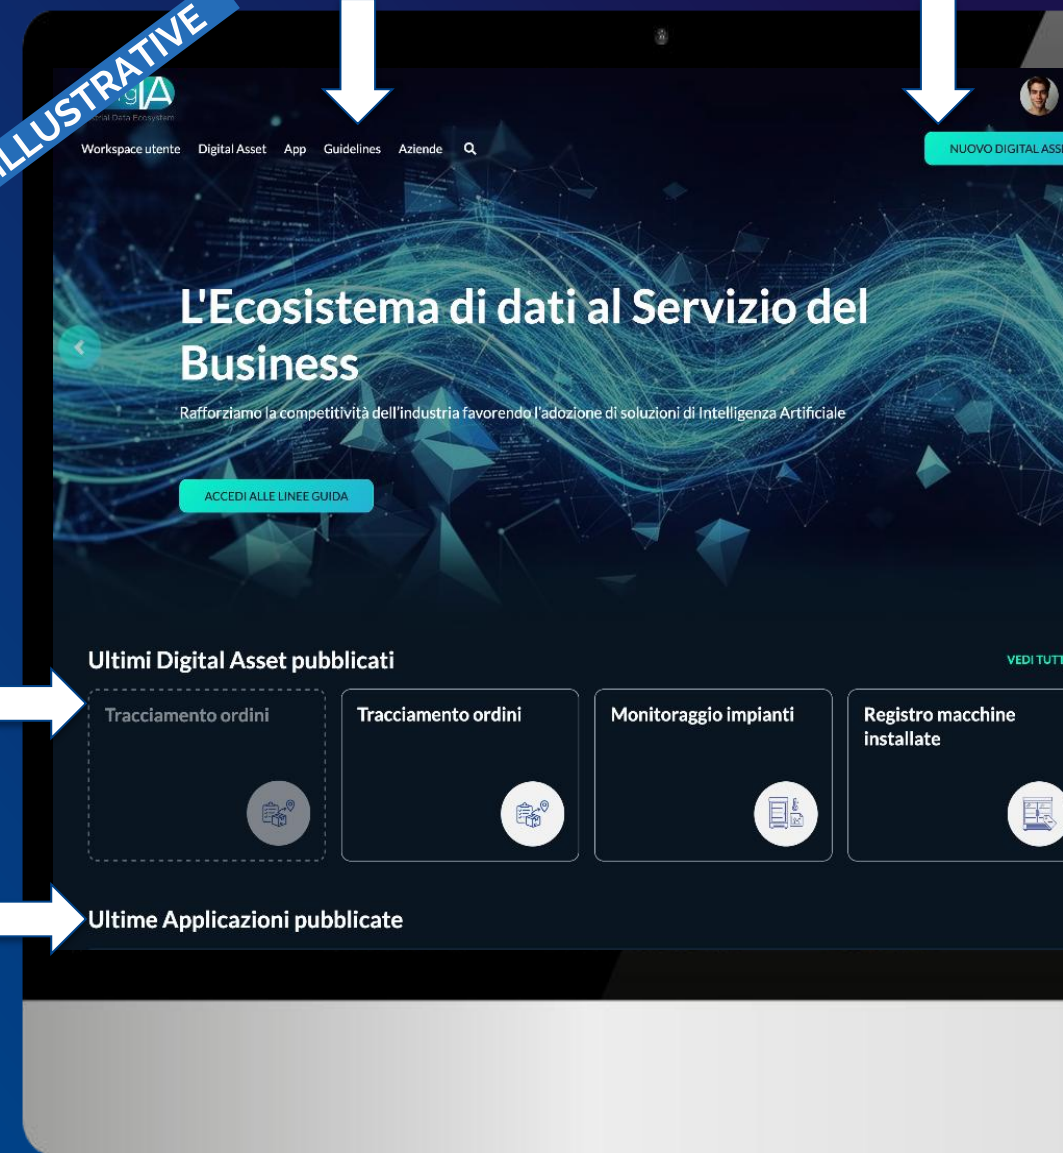 ILLUSTRATIVE
Workspace utente Digital Asset App Guidelines Aziende
NUOVO DIGITAL
L'Ecosistema di dati al Servizio del
Business
Rafforziamo la competitività dell'industria favorendo l'adozione di soluzioni di Intelligenza Artificiale
ACCEDI ALLE LINEE GUIDA
Ultimi Digital Asset pubblicati
VEDI
Tracciamento ordini
Tracciamento ordini
Monitoraggio impianti
Registro macchine
installate
Ultime Applicazioni pubblicate